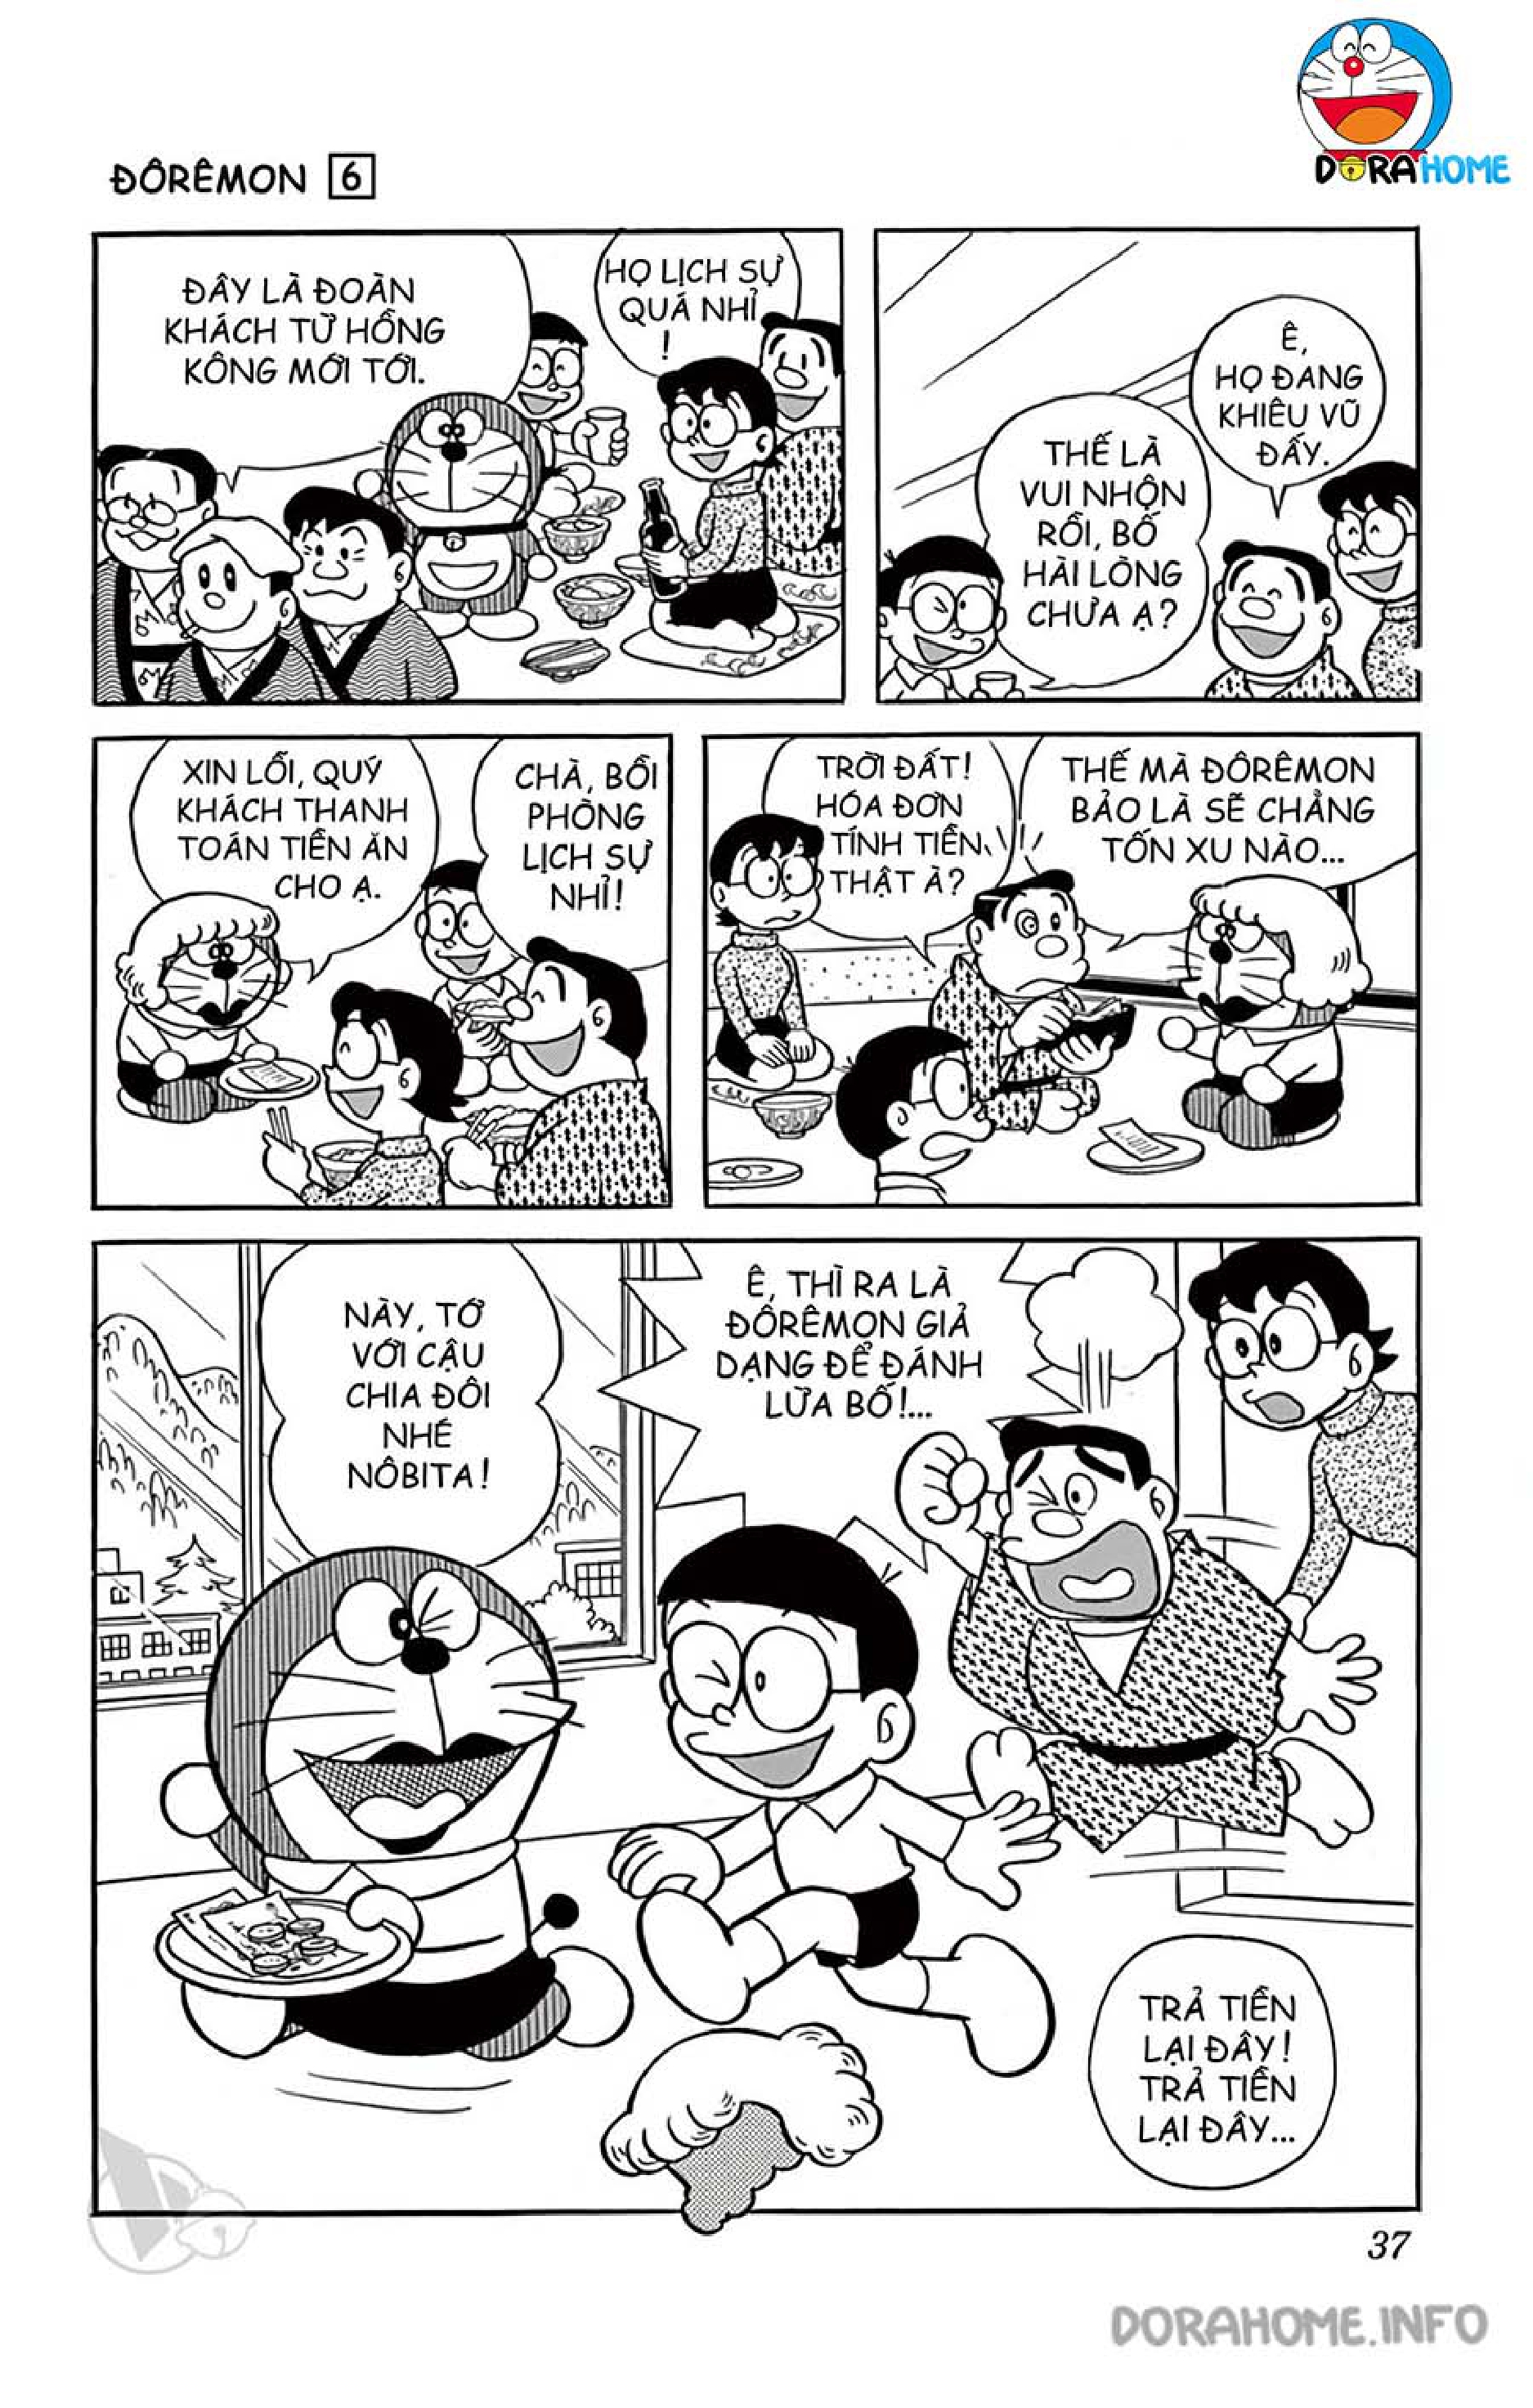 DORAHOME
ĐÔRÊMON 6
ĐÂY LÀ ĐOÀN
KHÁCH TỪ HỒNG
KÔNG MỚI TỚI.
HỌ LỊCH SỰ
QUÁ NHỈ
!
Ê,
HỌ ĐANG
KHIÊU VŨ
ĐẤY.
THẾ LÀ
VUI NHỘN
RỒI, BỐ
HÀI LÒNG
CHƯA Ạ?
XIN LỖI, QUÝ
KHÁCH THANH
TOÁN TIỀN ĂN
CHO Ạ.
CHÀ, BỒI
PHÒNG
LỊCH SỰ
NHỈ!
TRỜI ĐẤT!
HÓA ĐƠN
TÍNH TIỀN
THẬT À?
THẾ MÀ ĐÔRÊMON
BẢO LÀ SẼ CHẲNG
TỐN XU NÀO...
NÀY, TỚ
VỚI CẬU
CHIA ĐÔI
NHÉ
NÔBITA!
Ê, THÌ RA LÀ
ĐÔRÊMON GIẢ
DẠNG ĐỂ ĐÁNH
LỪA BỐ!...
TRẢ TIỀN
LẠI ĐÂY!
TRẢ TIỀN
LẠI ĐÂY...
37
DORAHOME.INFO